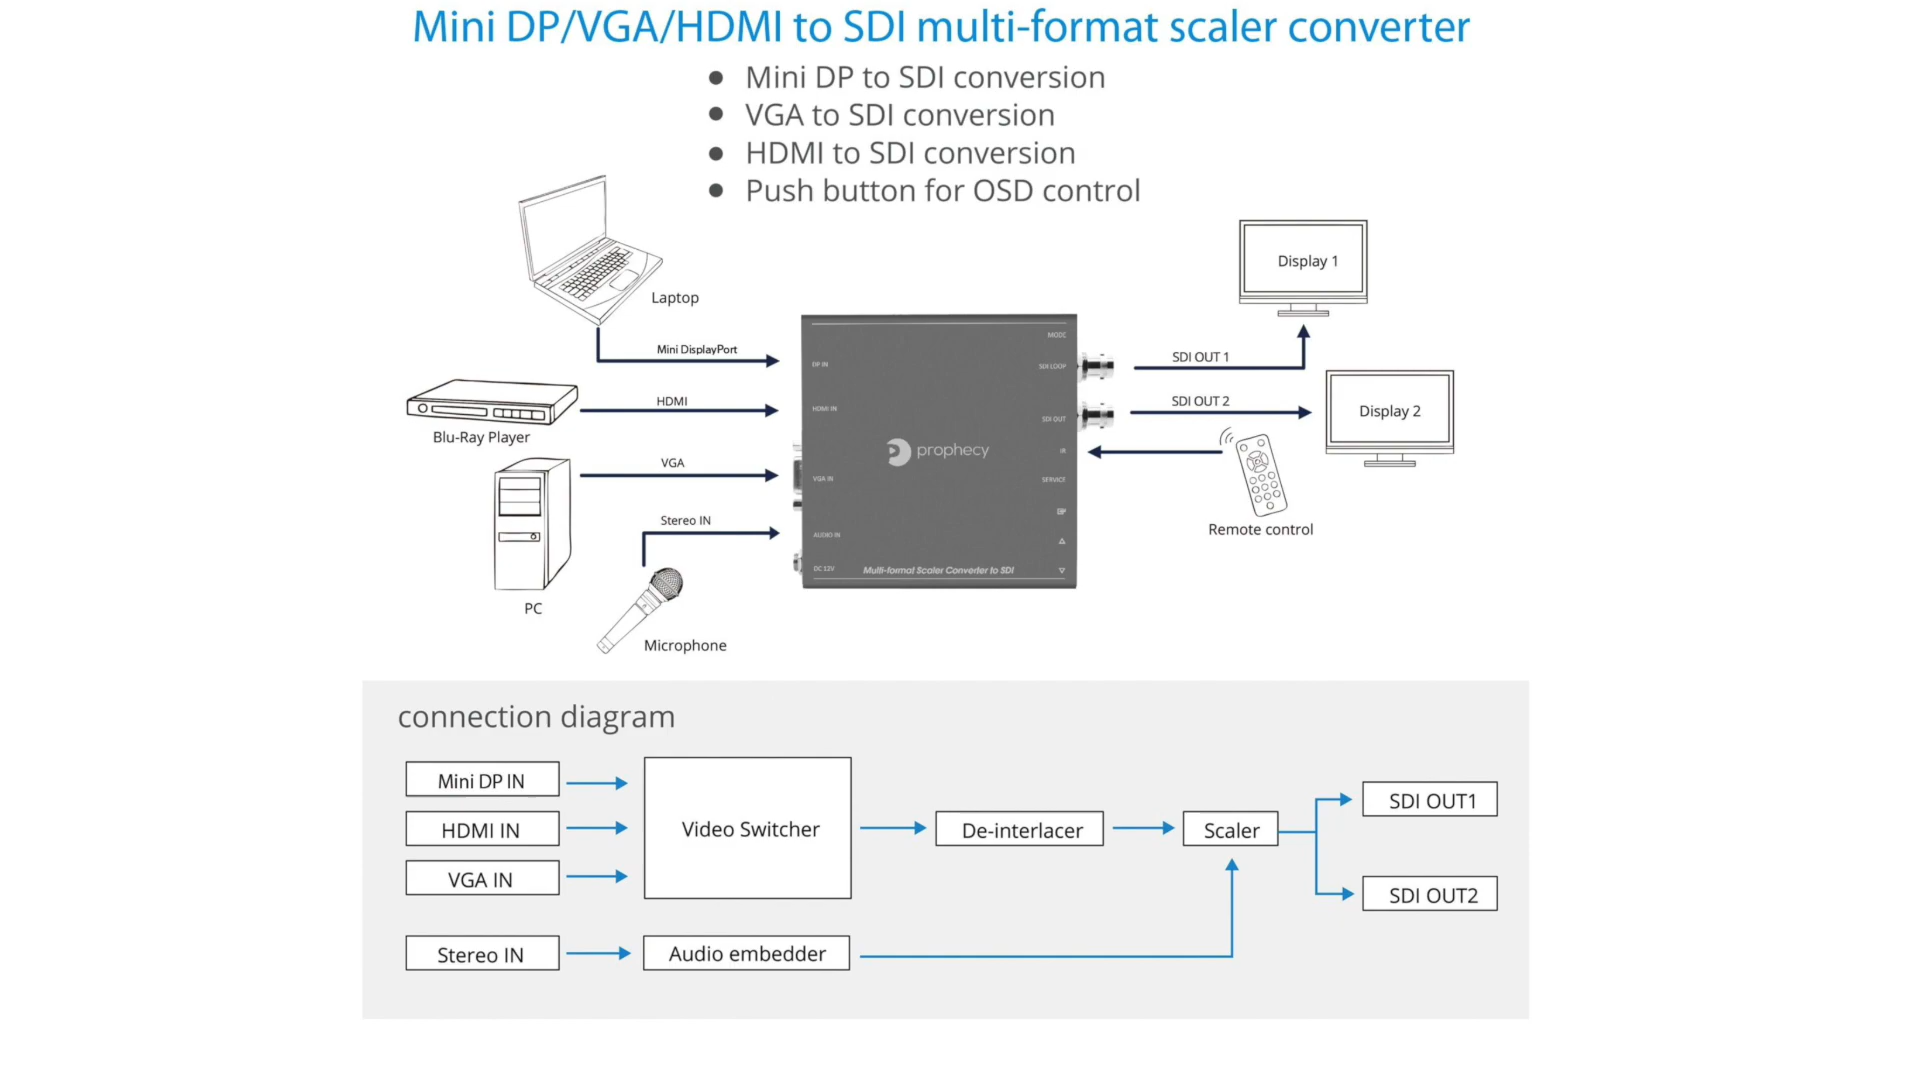 Mini DP/VGA/HDMI to SDI multi-format scaler converter
● Mini DP to SDI conversion
● VGA to SDI conversion
● HDMI to SDI conversion
● Push button for OSD control
Laptop
Mini DisplayPort
HDMI
Blu-Ray Player
VGA
PC
Stereo IN
Microphone
DP IN
HDMI IN
VGA IN
AUDIO IN
DC 12V
prophecy
Multi-format Scaler Converter to SDI
MODE
SDI LOOP
SDI OUT
IR
SERVICE
SDI OUT 1
Display 1
SDI OUT 2
Display 2
Remote control
connection diagram
Mini DP IN
HDMI IN
VGA IN
Stereo IN
Video Switcher
Audio embedder
De-interlacer
Scaler
SDI OUT1
SDI OUT2